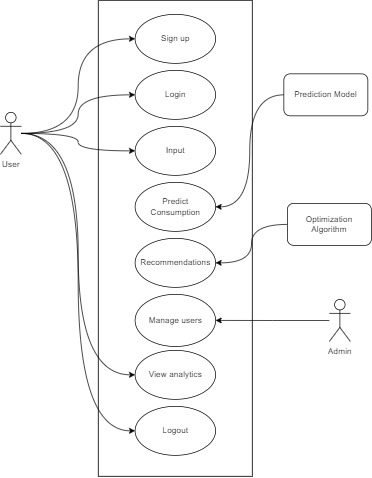 Sign up
Login
Prediction Model
Input
User
Predict
Consumption
Optimization
Algorithm
Recommendations
Manage users
Admin
View analytics
Logout